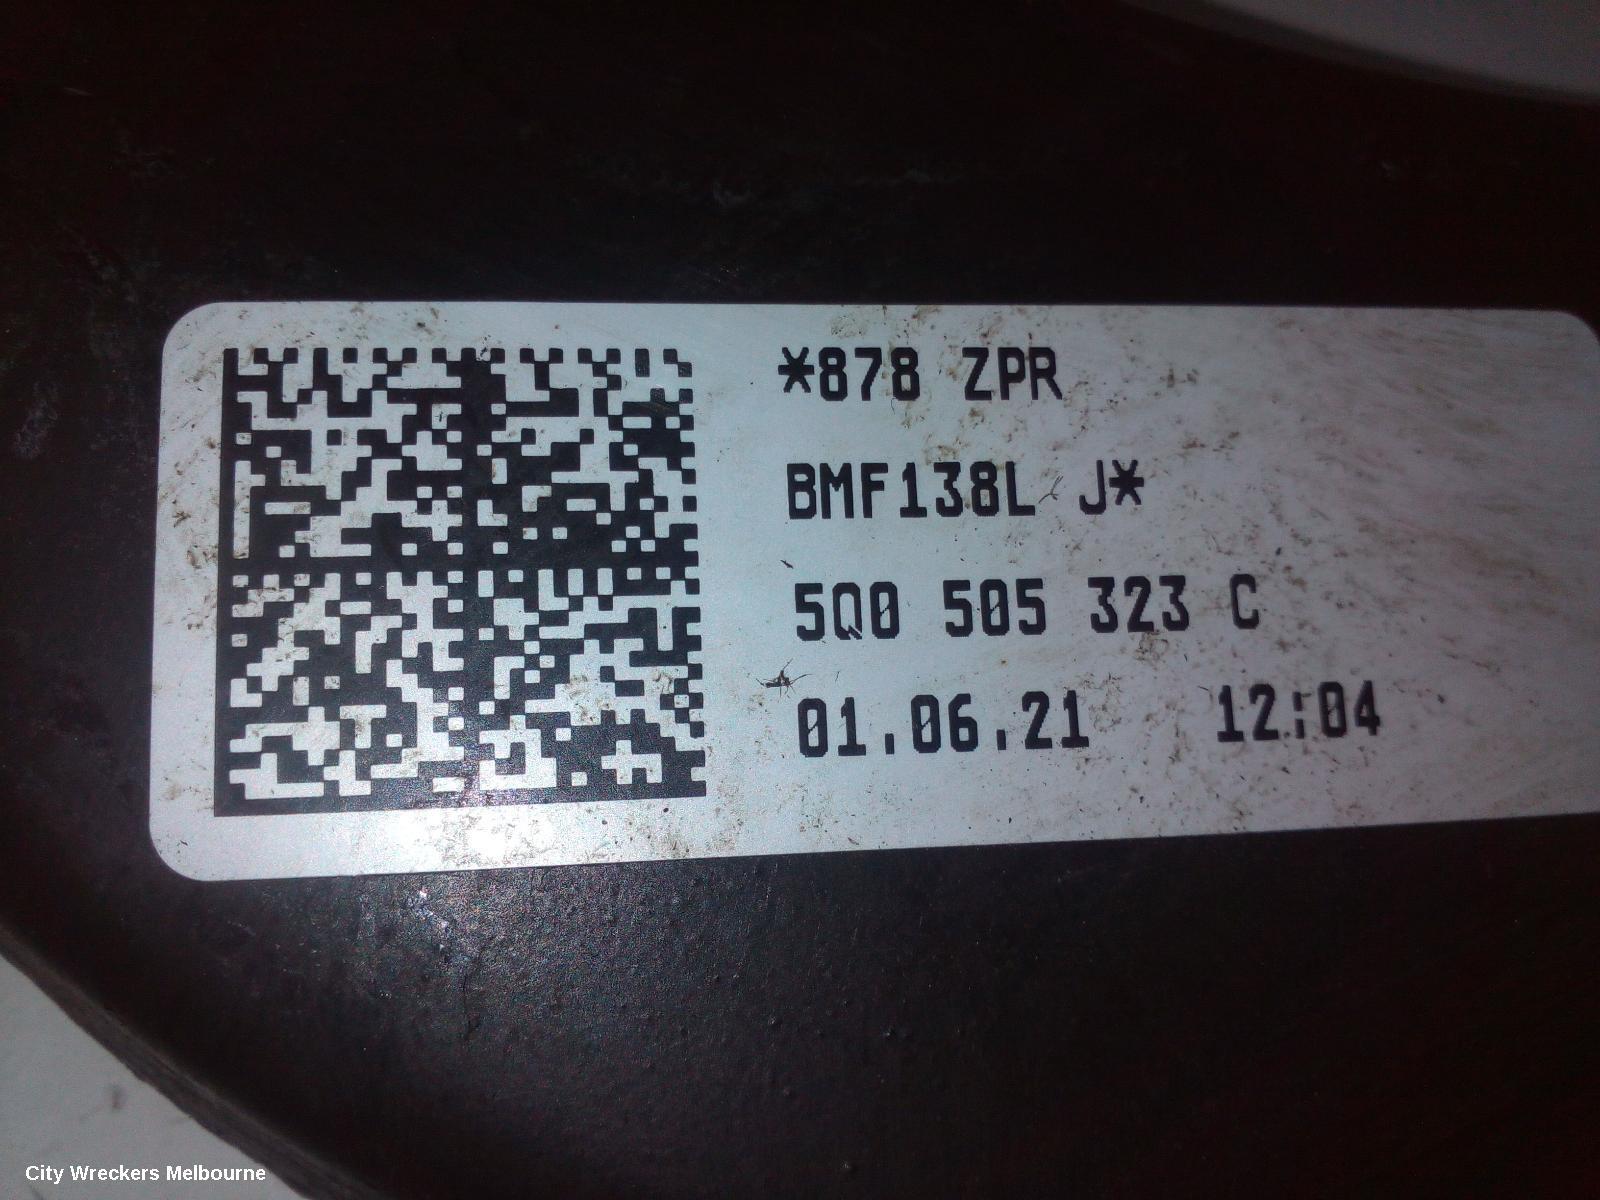 *878 ZPR
BMF138L J*
5Q0 505 323 C
01.06.21 12:04
City Wreckers Melbourne